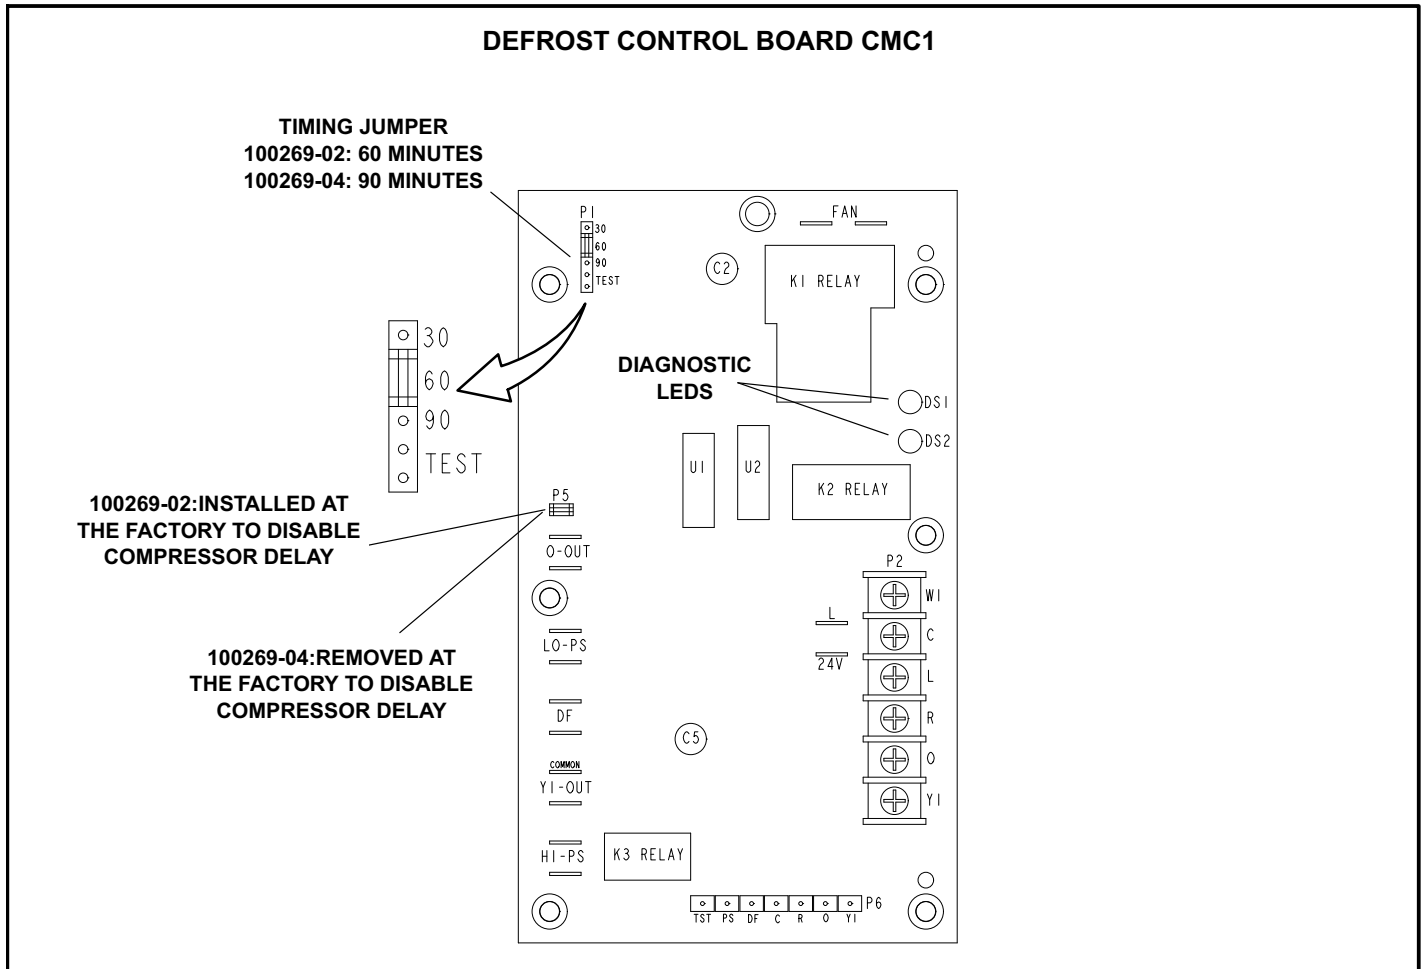 DEFROST CONTROL BOARD CMC1
TIMING JUMPER
100269-02: 60 MINUTES
100269-04: 90 MINUTES
P1
30
60
90
TEST
FAN
C2
K1 RELAY
30
60
90
TEST
DIAGNOSTIC
LEDS
DS1
DS2
U1
U2
K2 RELAY
100269-02:INSTALLED AT
THE FACTORY TO DISABLE
COMPRESSOR DELAY
P5
O-OUT
P2
W1
C
L
R
O
Y1
L
24V
LO-PS
100269-04:REMOVED AT
THE FACTORY TO DISABLE
COMPRESSOR DELAY
DF
C5
COMMON
Y1-OUT
HI-PS
K3 RELAY
P6
TST PS DF C R O Y1